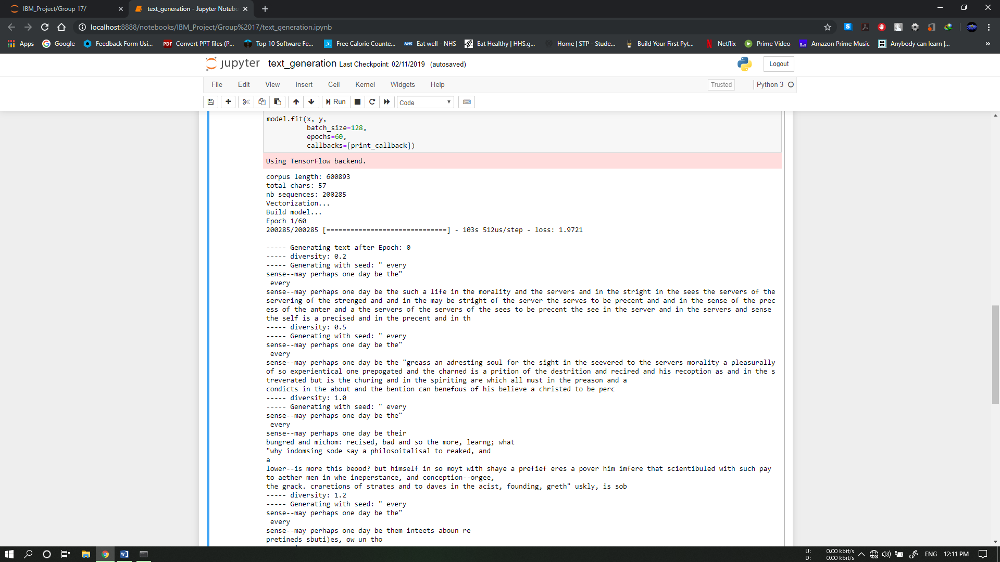 IBM_Project/Group 17/
text_generation - Jupyter Notebo
localhost:8888/notebooks/IBM_Project/Group%2017/text_generation.ipynb
Apps Google Feedback Form Usi... PDF Convert PPT files (P... Top 10 Software Fe... Free Calorie Counte... NHS Eat well - NHS Eat Healthy | HHS.g... Home | STP - Stude... Build Your First Pyt... Netflix Prime Video Amazon Prime Music Anybody can learn |... »
jupyter text_generation Last Checkpoint: 02/11/2019 (autosaved) Logout
File Edit View Insert Cell Kernel Widgets Help Trusted Python 3
Run Code
model.fit(x, y,
batch_size=128,
epochs=60,
callbacks=[print_callback])
Using TensorFlow backend.
corpus length: 600893
total chars: 57
nb sequences: 200285
Vectorization...
Build model...
Epoch 1/60
200285/200285 [==============================] - 103s 512us/step - loss: 1.9721
----- Generating text after Epoch: 0
----- diversity: 0.2
----- Generating with seed: " every
sense--may perhaps one day be the"
every
sense--may perhaps one day be the such a life in the morality and the servers and in the stright in the sees the servers of the
servering of the strenged and and in the may be stright of the server the serves to be precent and and in the sense of the prec
ess of the anter and a the servers of the servers of the sees to be precent the see in the server and in the servers and sense
the self is a precised and in the precent and in th
----- diversity: 0.5
----- Generating with seed: " every
sense--may perhaps one day be the"
every
sense--may perhaps one day be the "greass an adresting soul for the sight in the seevered to the servers morality a pleasurally
of so experientical one prepogated and the charned is a prition of the destrition and recired and his recoption as and in the s
treverated but is the churing and in the spiriting are which all must in the preason and a
condicts in the about and the bention can benefous of his believe a christed to be perc
----- diversity: 1.0
----- Generating with seed: " every
sense--may perhaps one day be the"
every
sense--may perhaps one day be their
bungred and michom: recised, bad and so the more, learng; what
"why indomsing sode say a philosoitalisal to reaked, and
a
lower--is more this beood? but himself in so moyt with shaye a prefief eres a pover him imfere that scientibuled with such pay
to aether men in whe ineperstance, and conception--orgee,
the grack. craretions of strates and to daves in the acist, founding, greth" uskly, is sob
----- diversity: 1.2
----- Generating with seed: " every
sense--may perhaps one day be the"
every
sense--may perhaps one day be them inteets aboun re
pretineds sbuti)es, ow un tho
U: 0.00 kbit/s
D: 0.00 kbit/s
ENG 12:11 PM